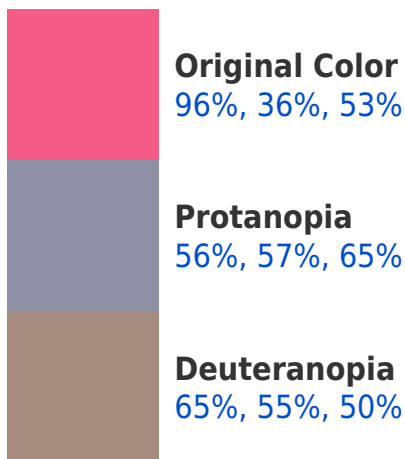 Original Color
96%, 36%, 53%
Protanopia
56%, 57%, 65%
Deuteranopia
65%, 55%, 50%